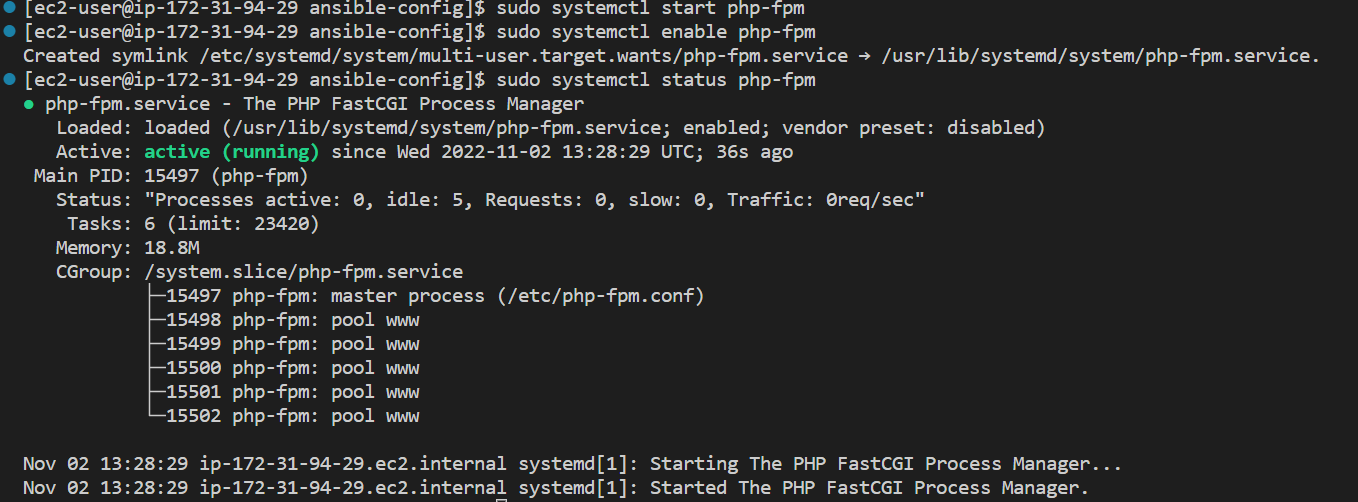 [ec2-user@ip-172-31-94-29 ansible-config]$ sudo systemctl start php-fpm
[ec2-user@ip-172-31-94-29 ansible-config]$ sudo systemctl enable php-fpm
Created symlink /etc/systemd/system/multi-user.target.wants/php-fpm.service → /usr/lib/systemd/system/php-fpm.service.
[ec2-user@ip-172-31-94-29 ansible-config]$ sudo systemctl status php-fpm
● php-fpm.service - The PHP FastCGI Process Manager
   Loaded: loaded (/usr/lib/systemd/system/php-fpm.service; enabled; vendor preset: disabled)
   Active: active (running) since Wed 2022-11-02 13:28:29 UTC; 36s ago
 Main PID: 15497 (php-fpm)
   Status: "Processes active: 0, idle: 5, Requests: 0, slow: 0, Traffic: 0req/sec"
    Tasks: 6 (limit: 23420)
   Memory: 18.8M
   CGroup: /system.slice/php-fpm.service
           ├─15497 php-fpm: master process (/etc/php-fpm.conf)
           ├─15498 php-fpm: pool www
           ├─15499 php-fpm: pool www
           ├─15500 php-fpm: pool www
           ├─15501 php-fpm: pool www
           └─15502 php-fpm: pool www
Nov 02 13:28:29 ip-172-31-94-29.ec2.internal systemd[1]: Starting The PHP FastCGI Process Manager...
Nov 02 13:28:29 ip-172-31-94-29.ec2.internal systemd[1]: Started The PHP FastCGI Process Manager.